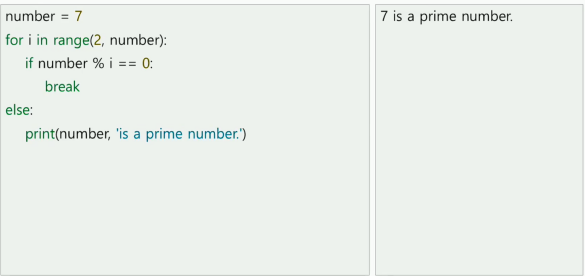 number = 7
for i in range(2, number):
    if number % i == 0:
        break
else:
    print(number, 'is a prime number.')
7 is a prime number.